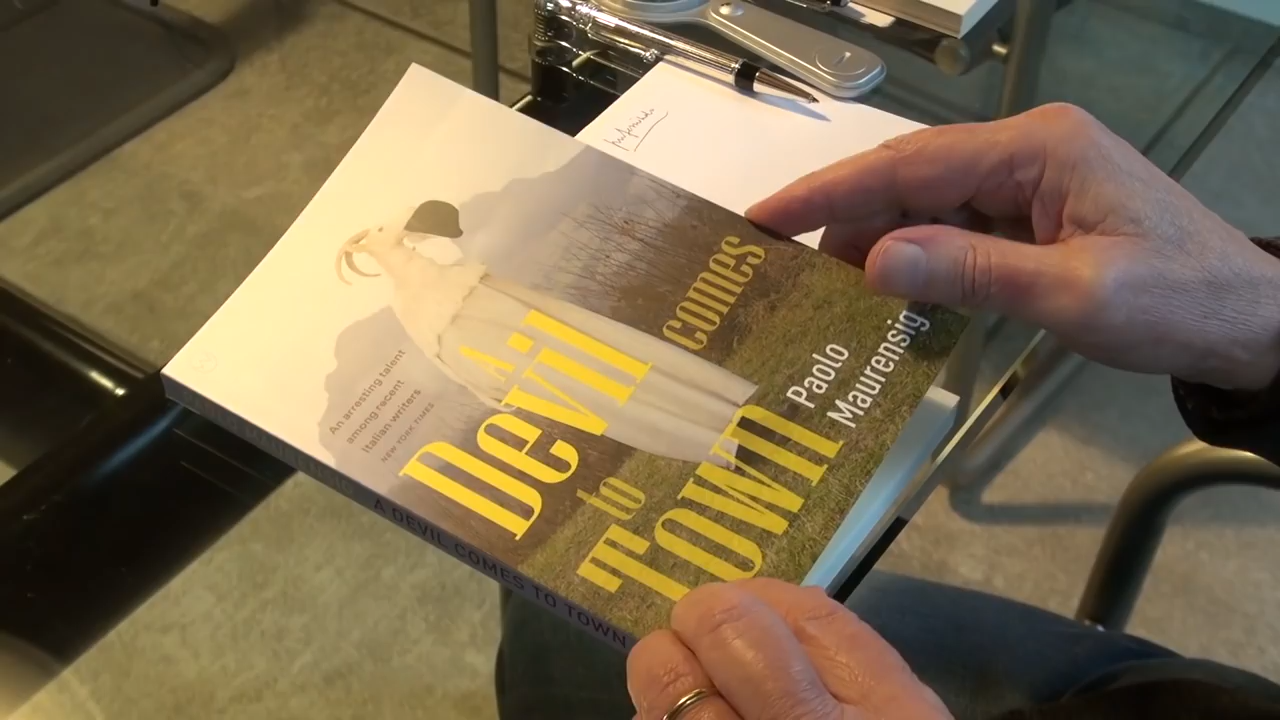 A
Devil
comes
to
TOWN
Paolo
Maurensig
An arresting talent
among recent
Italian writers
NEW YORK TIMES
A DEVIL COMES TO TOWN